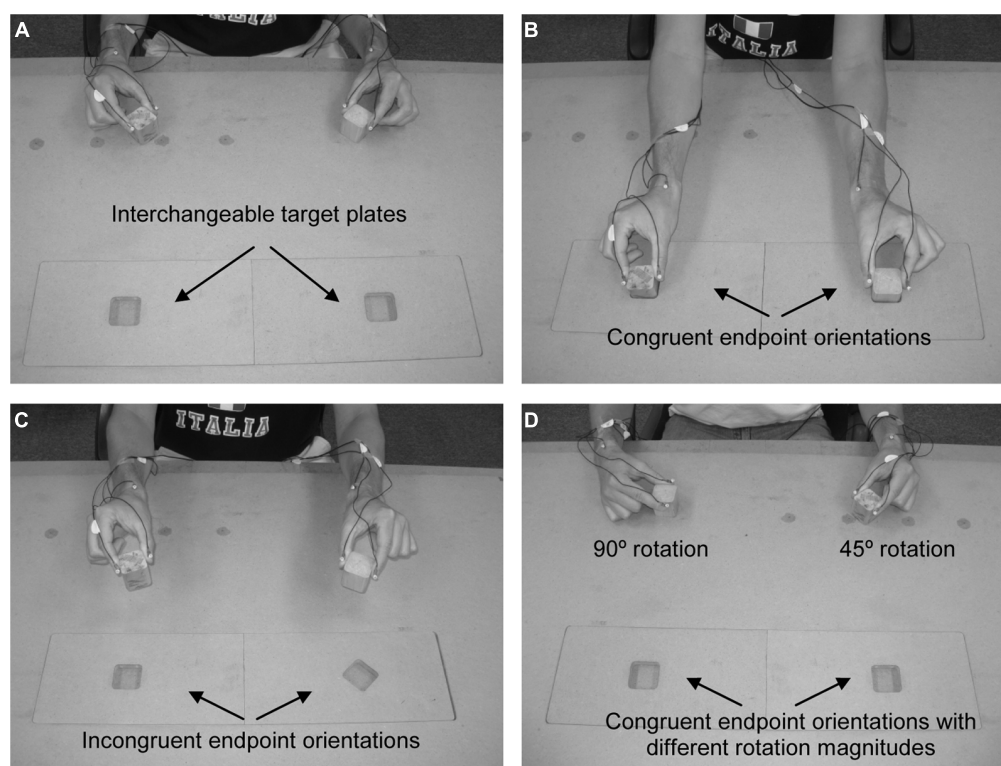 A
ITALIA
Interchangeable target plates
B
ITALIA
Congruent endpoint orientations
C
ITALIA
Incongruent endpoint orientations
D
90º rotation
45º rotation
Congruent endpoint orientations with
different rotation magnitudes